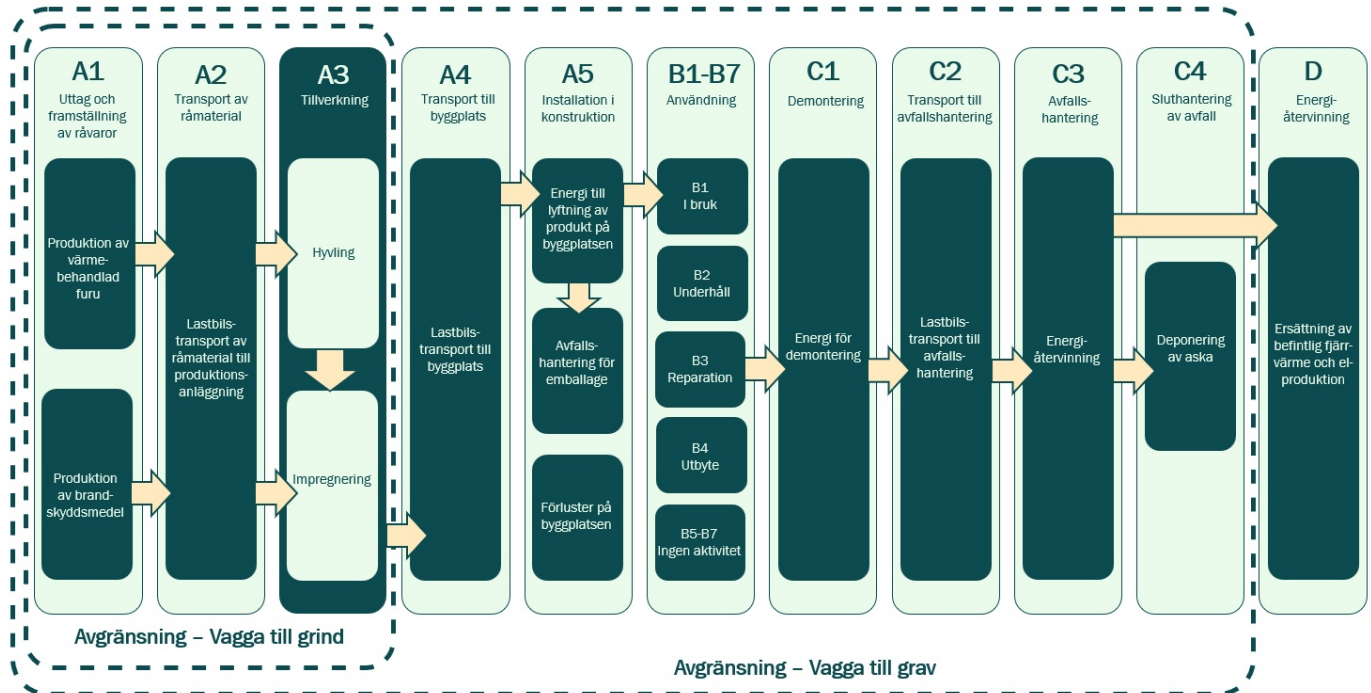 A1
Uttag och
framställning
av råvaror
Produktion av
värme-
behandlad
furu
Produktion
av brand-
skyddsmedel
A2
Transport av
råmaterial
Lastbils-
transport av
råmaterial till
produktions-
anläggning
A3
Tillverkning
Hyvling
Impregnering
A4
Transport till
byggplats
Lastbils-
transport till
byggplats
A5
Installation i
konstruktion
Energi till
lyftning av
produkt på
byggplatsen
Avfalls-
hantering för
emballage
Förluster på
byggplatsen
B1-B7
Användning
B1
I bruk
B2
Underhåll
B3
Reparation
B4
Utbyte
B5-B7
Ingen aktivitet
C1
Demontering
Energi för
demontering
C2
Transport till
avfallshantering
Lastbils-
transport till
avfalls-
hantering
C3
Avfalls-
hantering
Energi-
återvinning
C4
Sluthantering
av avfall
Deponering
av aska
D
Energi-
återvinning
Ersättning av
befintlig fjärr-
värme och el-
produktion
Avgränsning – Vagga till grind
Avgränsning – Vagga till grav